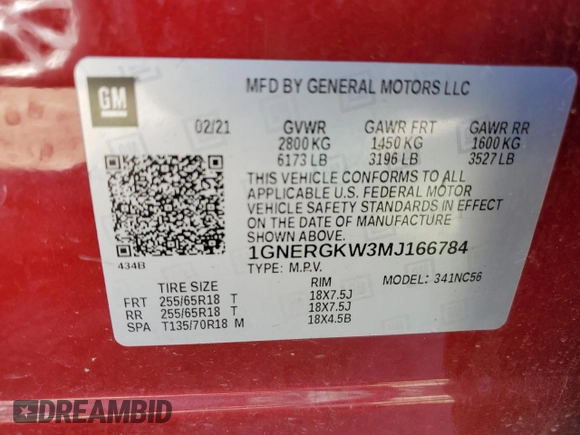 GM
MFD BY GENERAL MOTORS LLC
02/21 GVWR GAWR FRT GAWR RR
2800 KG 1450 KG 1600 KG
6173 LB 3196 LB 3527 LB
THIS VEHICLE CONFORMS TO ALL
APPLICABLE U.S. FEDERAL MOTOR
VEHICLE SAFETY STANDARDS IN EFFECT
ON THE DATE OF MANUFACTURE
SHOWN ABOVE.
434B
1GNERGKW3MJ166784
TYPE: M.P.V. MODEL: 341NC56
TIRE SIZE RIM
FRT 255/65R18 T 18X7.5J
RR 255/65R18 T 18X7.5J
SPA T135/70R18 M 18X4.5B
DREAMBID